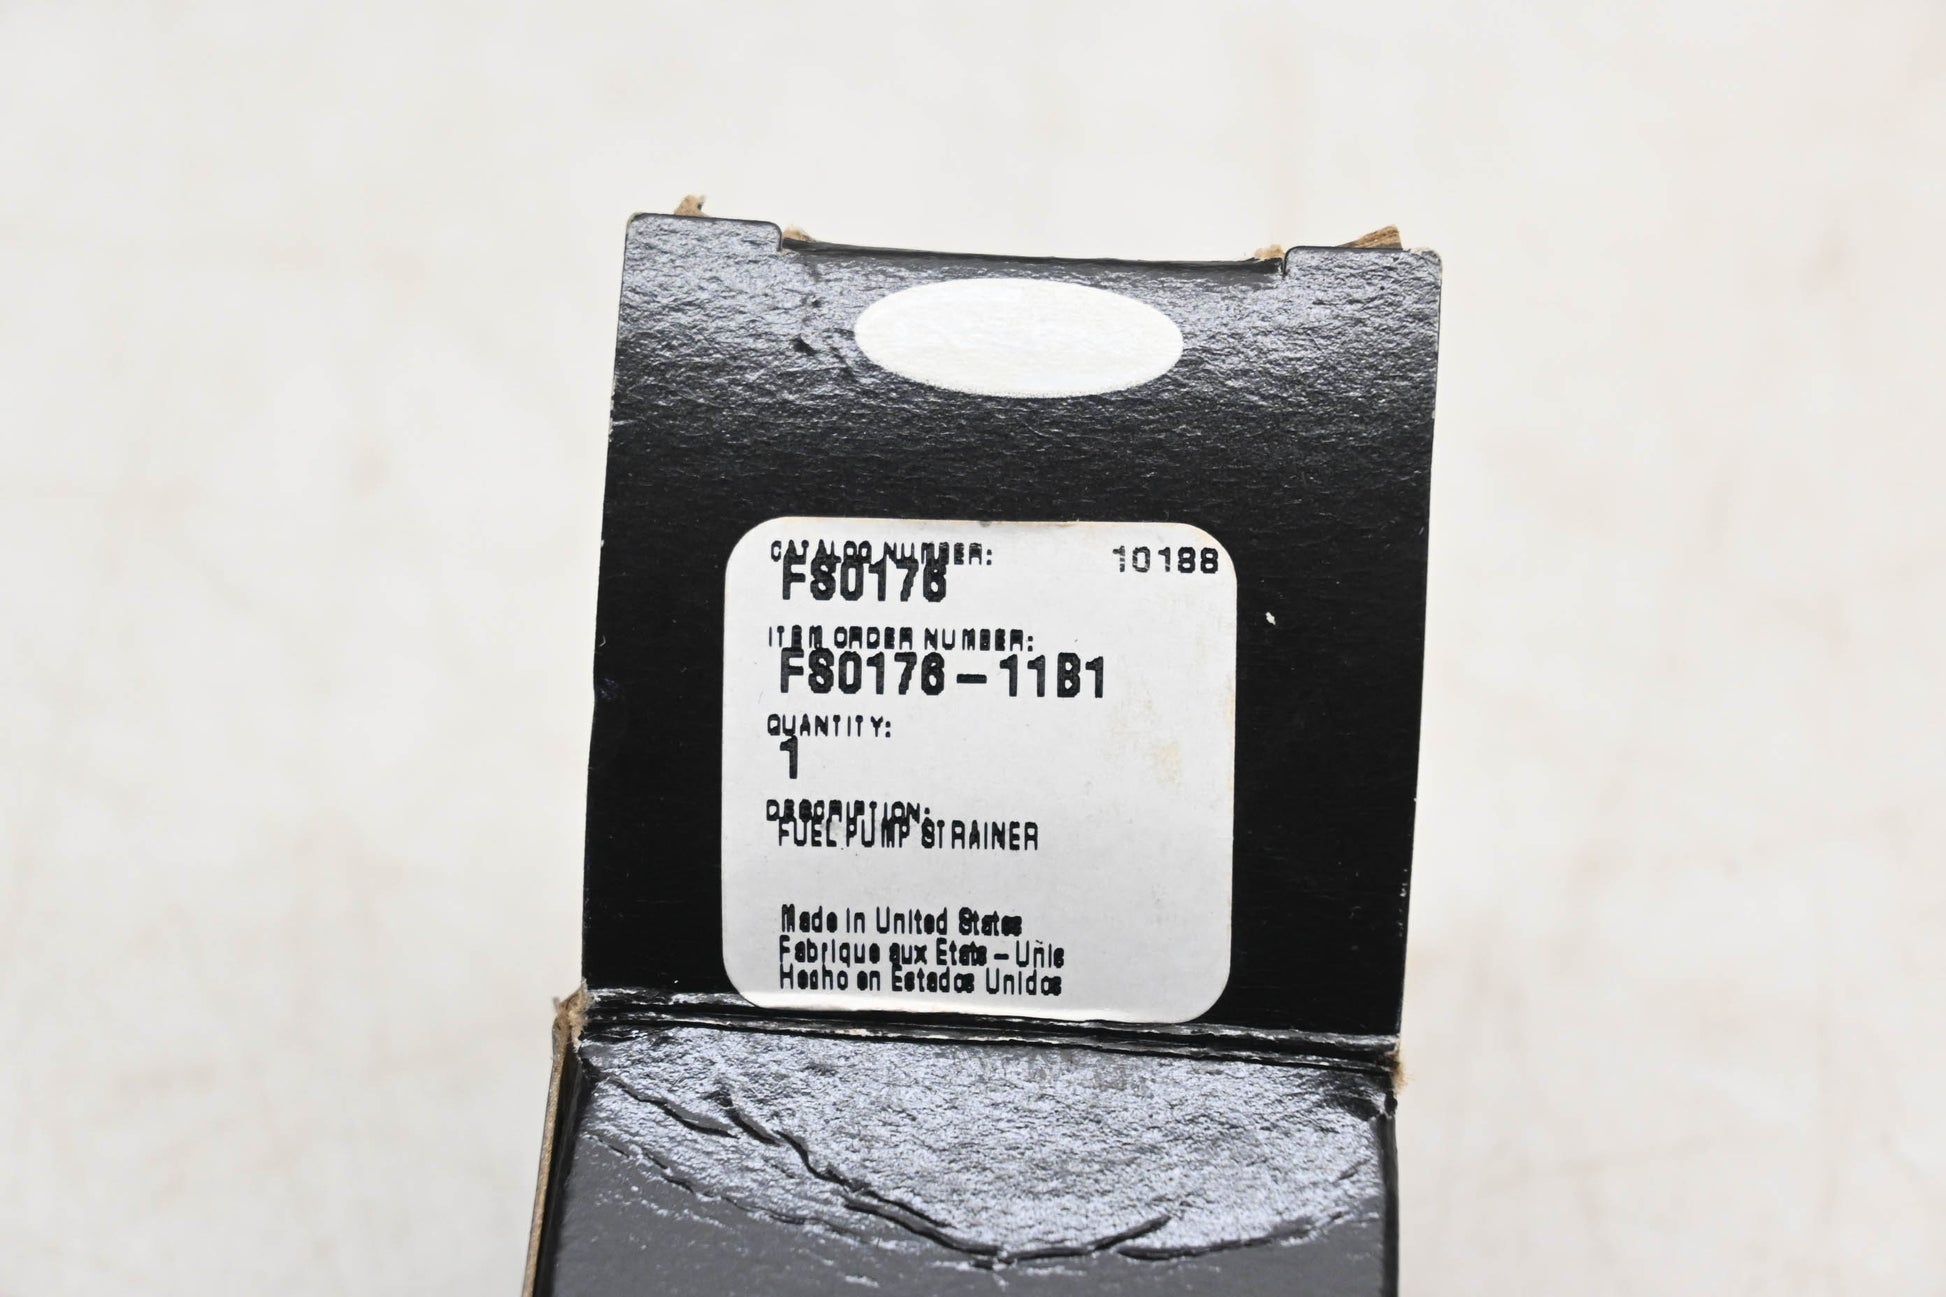 CATALOG NUMBER: 10188
FS0176
ITEM ORDER NUMBER:
FS0176-11B1
QUANTITY:
1
DESCRIPTION:
FUEL PUMP STRAINER
Made in United States
Fabrique aux Etats-Unis
Hecho en Estados Unidos